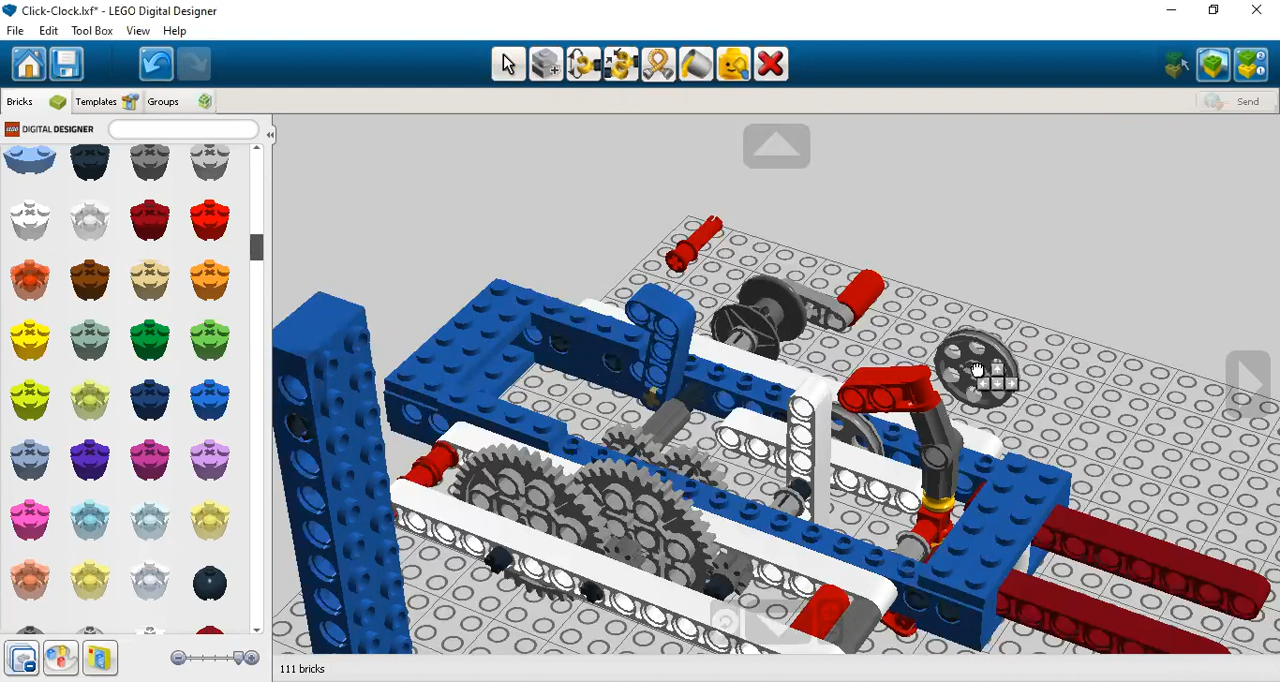 Click-Clock.lxf* - LEGO Digital Designer
File Edit Tool Box View Help
Bricks Templates Groups Send
LEGO DIGITAL DESIGNER
111 bricks